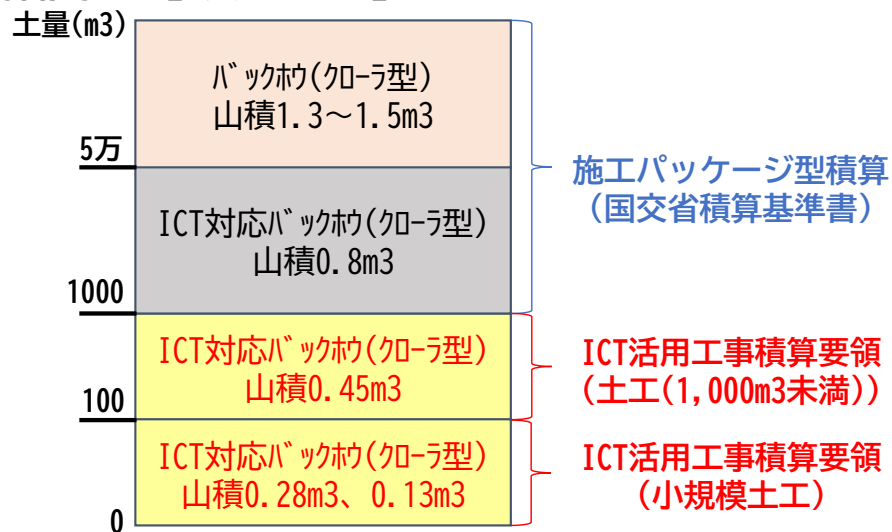 土量(m3)
ﾊﾞｯｸﾎｳ(ｸﾛｰﾗ型)
山積1.3～1.5m3
5万
施工パッケージ型積算
(国交省積算基準書)
ICT対応ﾊﾞｯｸﾎｳ(ｸﾛｰﾗ型)
山積0.8m3
1000
ICT対応ﾊﾞｯｸﾎｳ(ｸﾛｰﾗ型)
山積0.45m3
ICT活用工事積算要領
(土工(1,000m3未満))
100
ICT対応ﾊﾞｯｸﾎｳ(ｸﾛｰﾗ型)
山積0.28m3、0.13m3
ICT活用工事積算要領
(小規模土工)
0